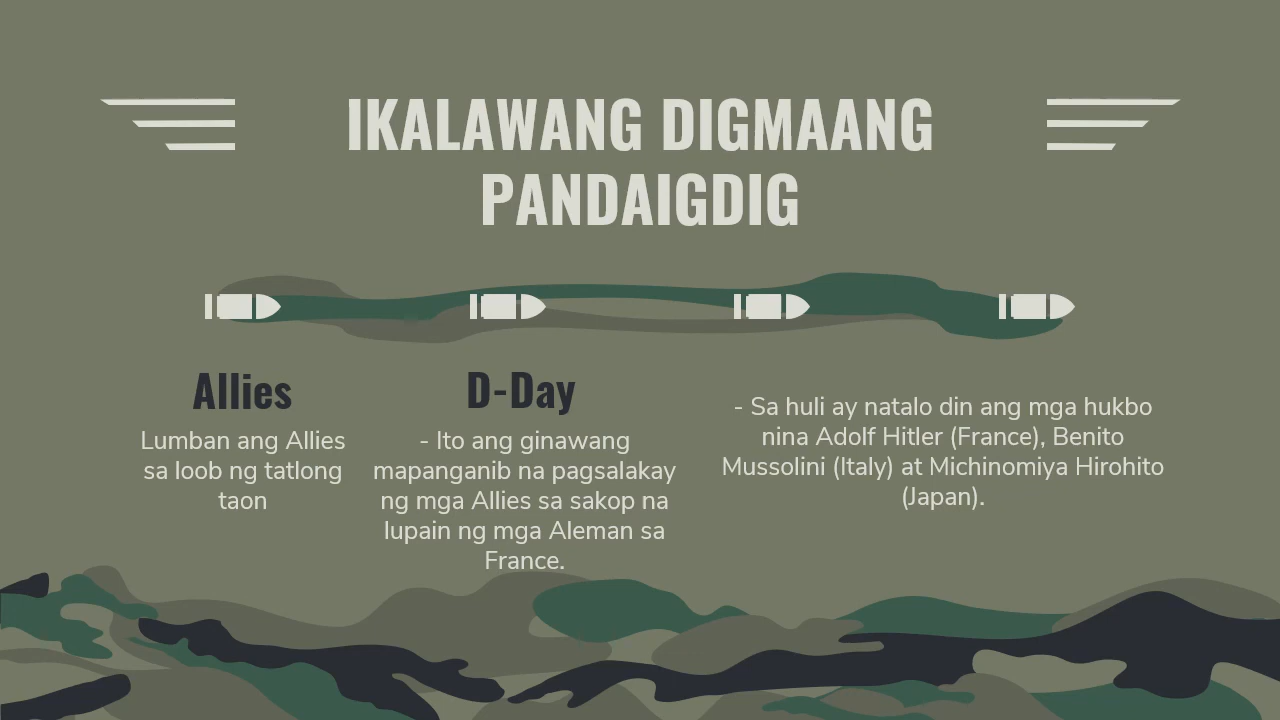 IKALAWANG DIGMAANG
PANDAIGDIG
Allies
Lumban ang Allies
sa loob ng tatlong
taon
D-Day
- Ito ang ginawang
mapanganib na pagsalakay
ng mga Allies sa sakop na
lupain ng mga Aleman sa
France.
- Sa huli ay natalo din ang mga hukbo
nina Adolf Hitler (France), Benito
Mussolini (Italy) at Michinomiya Hirohito
(Japan).